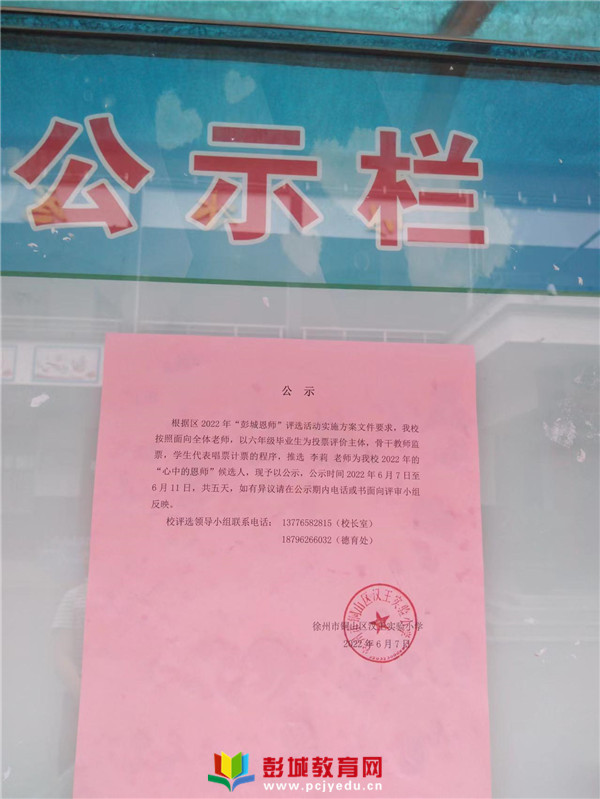 公示栏
公 示
根据区 2022 年“彭城恩师”评选活动实施方案文件要求，我校
按照面向全体老师，以六年级毕业生为投票评价主体，骨干教师监
票，学生代表唱票计票的程序，推选 李莉 老师为我校 2022 年的
“心中的恩师”候选人，现予以公示，公示时间 2022 年 6 月 7 日至
6 月 11 日，共五天，如有异议请在公示期内电话或书面向评审小组
反映。
校评选领导小组联系电话： 13776582815（校长室）
18796266032（德育处）
徐州市铜山区汉王实验小学
2022 年 6 月 7 日
彭城教育网
www.pcjyedu.cn